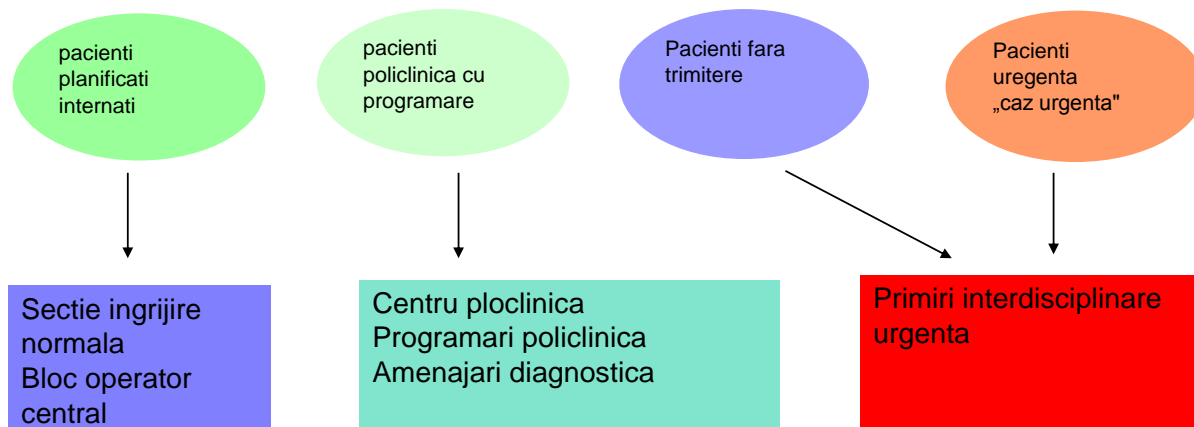 pacienti
planificati
internati
pacienti
policlinica cu
programare
Pacienti fara
trimitere
Pacienti
uregenta
„caz urgenta"
Sectie ingrijire
normala
Bloc operator
central
Centru ploclinica
Programari policlinica
Amenajari diagnostica
Primiri interdisciplinare
urgenta